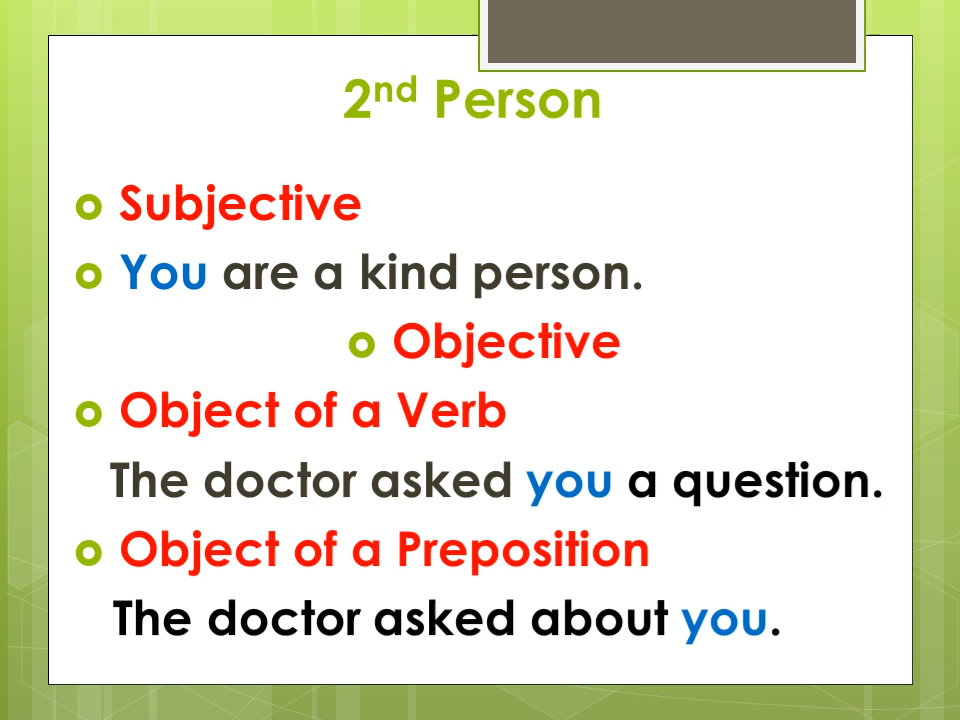 2nd Person
Subjective
You are a kind person.
Objective
Object of a Verb
The doctor asked you a question.
Object of a Preposition
The doctor asked about you.